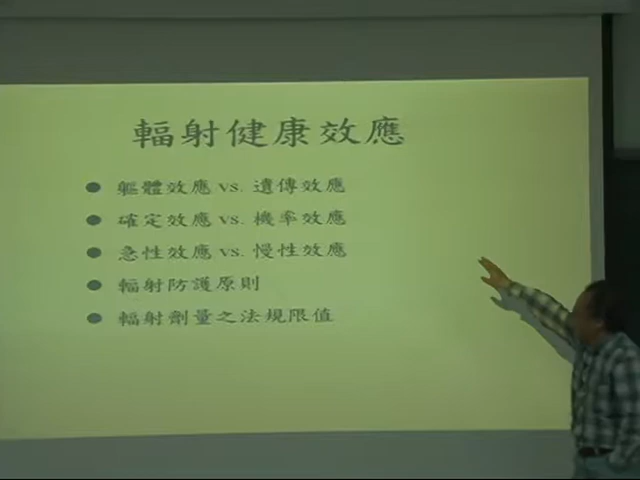 輻射健康效應
● 軀體效應 vs. 遺傳效應
● 確定效應 vs. 機率效應
● 急性效應 vs. 慢性效應
● 輻射防護原則
● 輻射劑量之法規限值